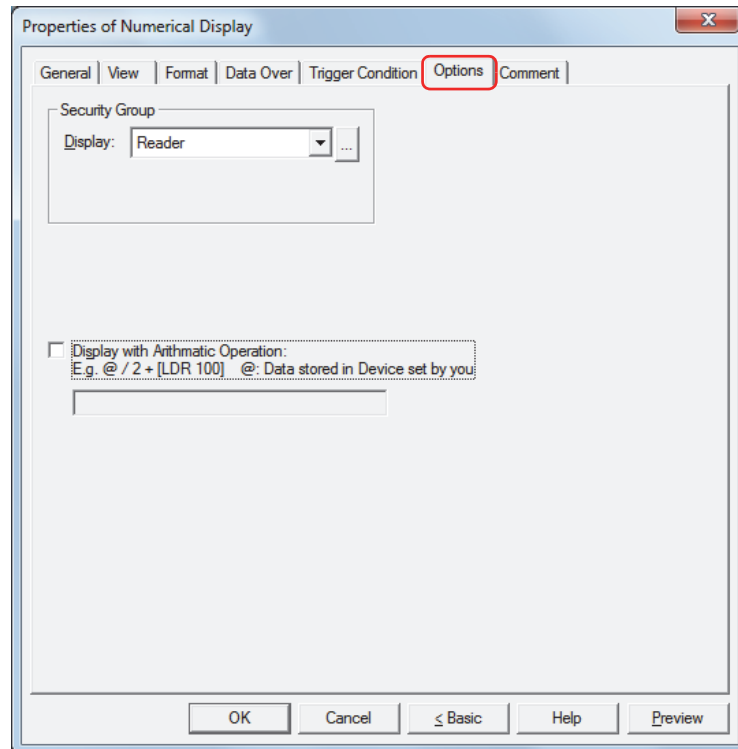 Properties of Numerical Display
X
General View Format Data Over Trigger Condition Options Comment
Security Group
Display: Reader ...
Display with Arithmatic Operation:
E.g. @ / 2 + [LDR 100] @: Data stored in Device set by you
OK Cancel < Basic Help Preview